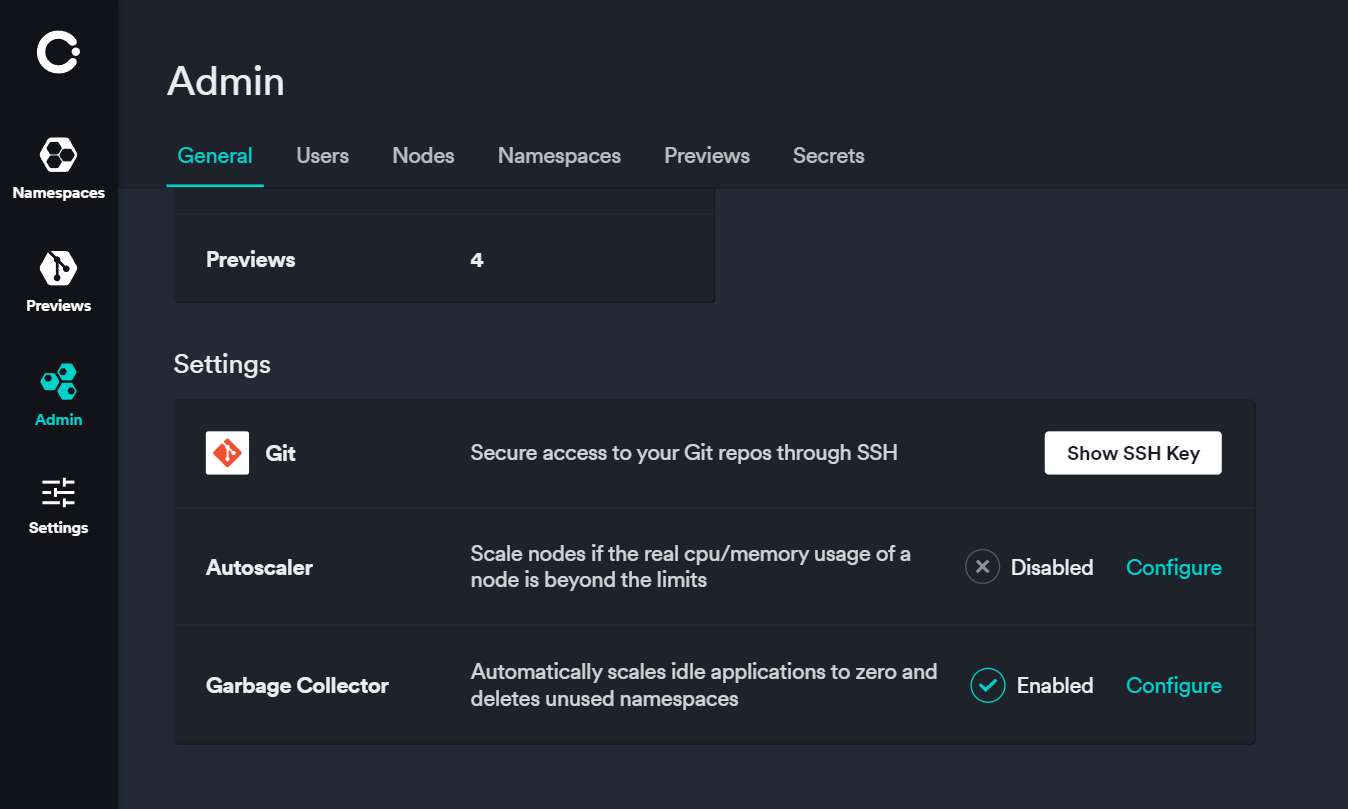 Admin
General Users Nodes Namespaces Previews Secrets
Namespaces
Previews
Admin
Settings
Previews 4
Settings
Git Secure access to your Git repos through SSH Show SSH Key
Autoscaler Scale nodes if the real cpu/memory usage of a
node is beyond the limits Disabled Configure
Garbage Collector Automatically scales idle applications to zero and
deletes unused namespaces Enabled Configure